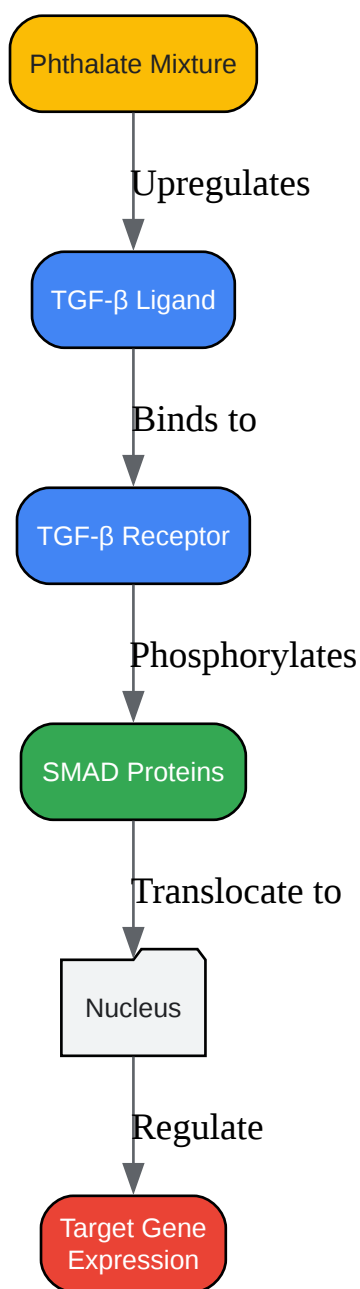 Phthalate Mixture
Upregulates
TGF-β Ligand
Binds to
TGF-β Receptor
Phosphorylates
SMAD Proteins
Translocate to
Nucleus
Regulate
Target Gene
Expression